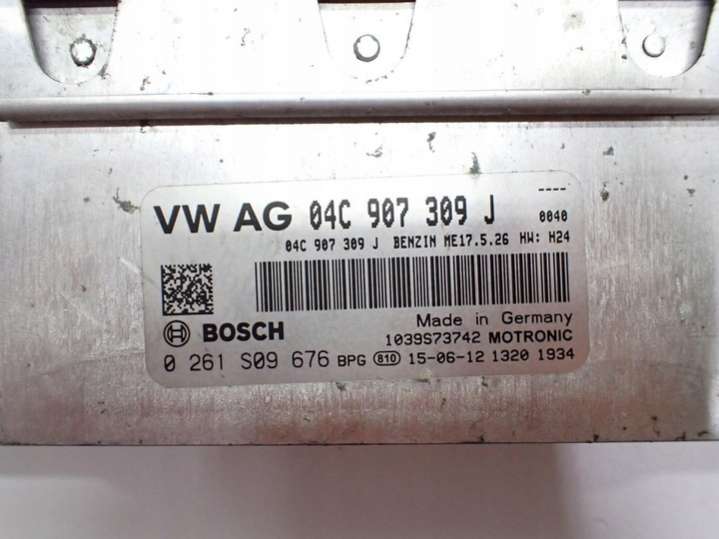 ----
VW AG 04C 907 309 J 0040
04C 907 309 J BENZIN ME17.5.26 HW: H24
BOSCH
Made in Germany
1039S73742 MOTRONIC
0 261 S09 676 BPG 810 15-06-12 1320 1934